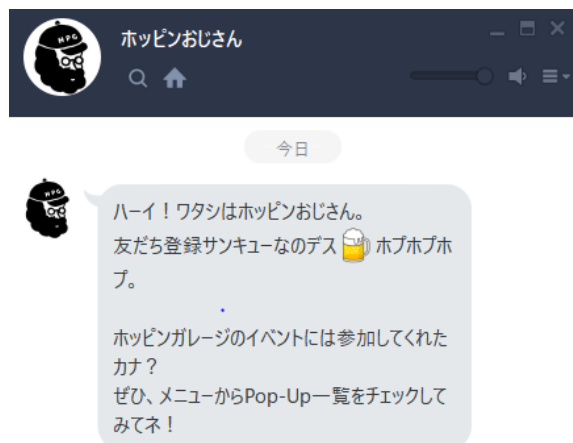 HPG
ホッピンおじさん
今日
HPG
ハーイ！ワタシはホッピンおじさん。
友だち登録サンキューなのデス🍺ホプホプホ
プ。
ホッピンガレージのイベントには参加してくれた
カナ？
ぜひ、メニューからPop-Up一覧をチェックして
みてネ！